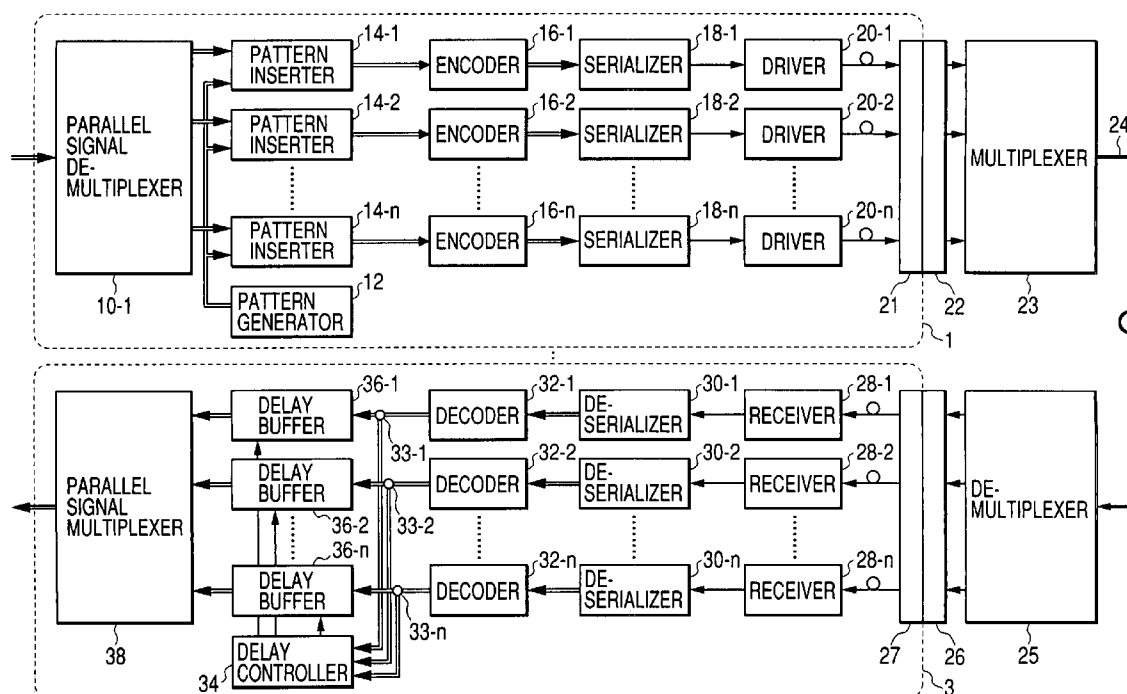 14-1
16-1
18-1
20-1
PATTERN
INSERTER
ENCODER
SERIALIZER
DRIVER
14-2
16-2
18-2
20-2
PARALLEL
SIGNAL
DE-
MULTIPLEXER
PATTERN
INSERTER
ENCODER
SERIALIZER
DRIVER
MULTIPLEXER
24
14-n
16-n
18-n
20-n
PATTERN
INSERTER
ENCODER
SERIALIZER
DRIVER
10-1
12
PATTERN
GENERATOR
21
22
23
1
36-1
32-1
30-1
28-1
DELAY
BUFFER
DECODER
DE-
SERIALIZER
RECEIVER
33-1
32-2
30-2
28-2
PARALLEL
SIGNAL
MULTIPLEXER
DELAY
BUFFER
DECODER
DE-
SERIALIZER
RECEIVER
DE-
MULTIPLEXER
36-2
33-2
36-n
32-n
30-n
28-n
DELAY
BUFFER
DECODER
DE-
SERIALIZER
RECEIVER
33-n
38
34
DELAY
CONTROLLER
27
26
25
3